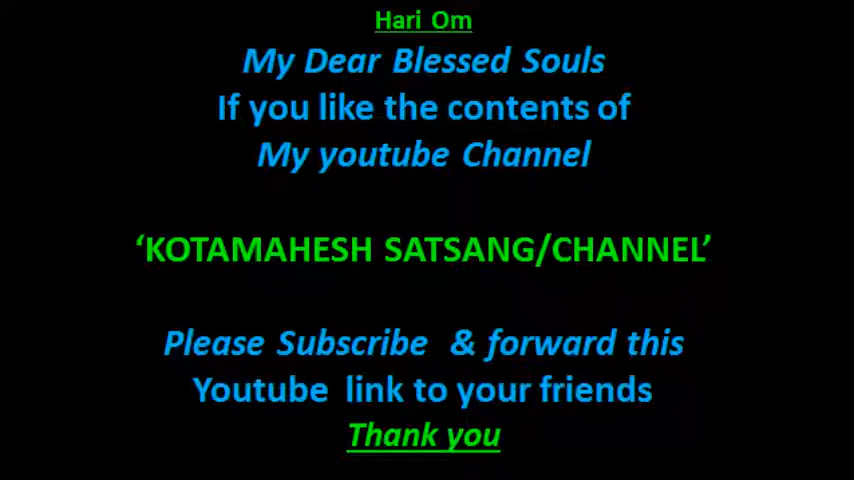 Hari Om
My Dear Blessed Souls
If you like the contents of
My youtube Channel
‘KOTAMAHESH SATSANG/CHANNEL’
Please Subscribe & forward this
Youtube link to your friends
Thank you